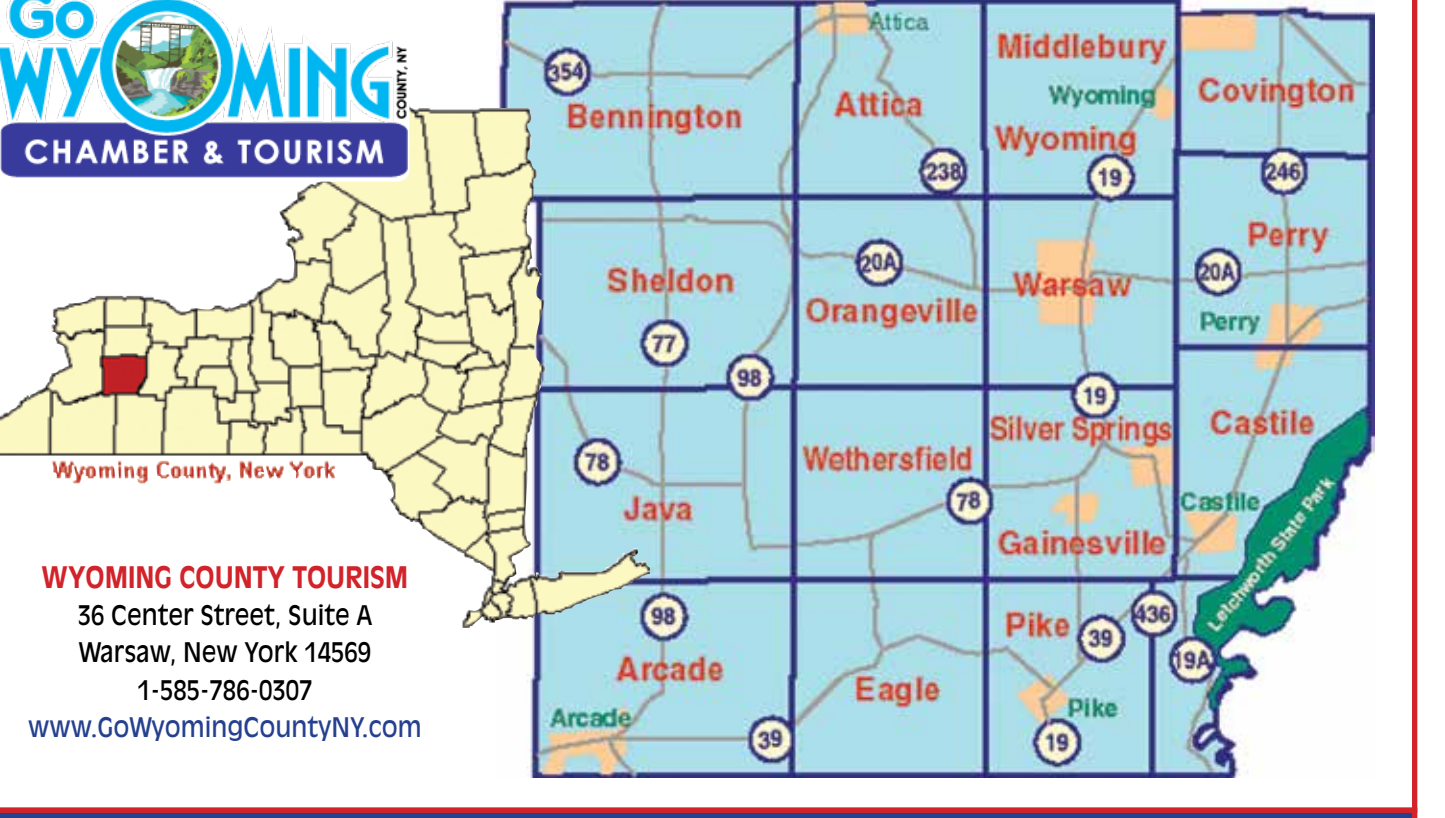 Go
WYOMING
COUNTY, NY
CHAMBER & TOURISM
Wyoming County, New York
WYOMING COUNTY TOURISM
36 Center Street, Suite A
Warsaw, New York 14569
1-585-786-0307
www.GoWyomingCountyNY.com
354
Bennington
Attica
Attica
238
Middlebury
Wyoming
Wyoming
19
Covington
246
Perry
20A
Perry
Sheldon
77
98
20A
Orangeville
Warsaw
19
Silver Springs
Castile
Castile
Letchworth State Park
78
Java
Wethersfield
78
Gainesville
98
Arcade
Arcade
39
Eagle
Pike
39
436
19A
Pike
19